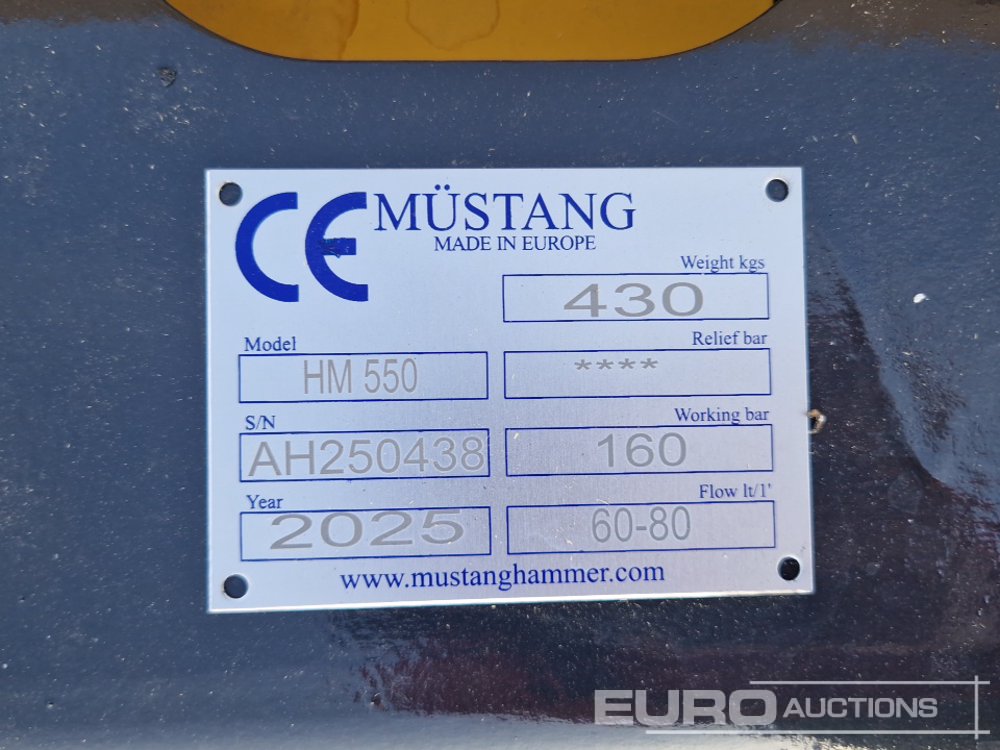 CE MÜSTANG
MADE IN EUROPE
Weight kgs
430
Model
HM 550
Relief bar
****
S/N
AH250438
Working bar
160
Year
2025
Flow lt/1'
60-80
www.mustanghammer.com
EURO AUCTIONS